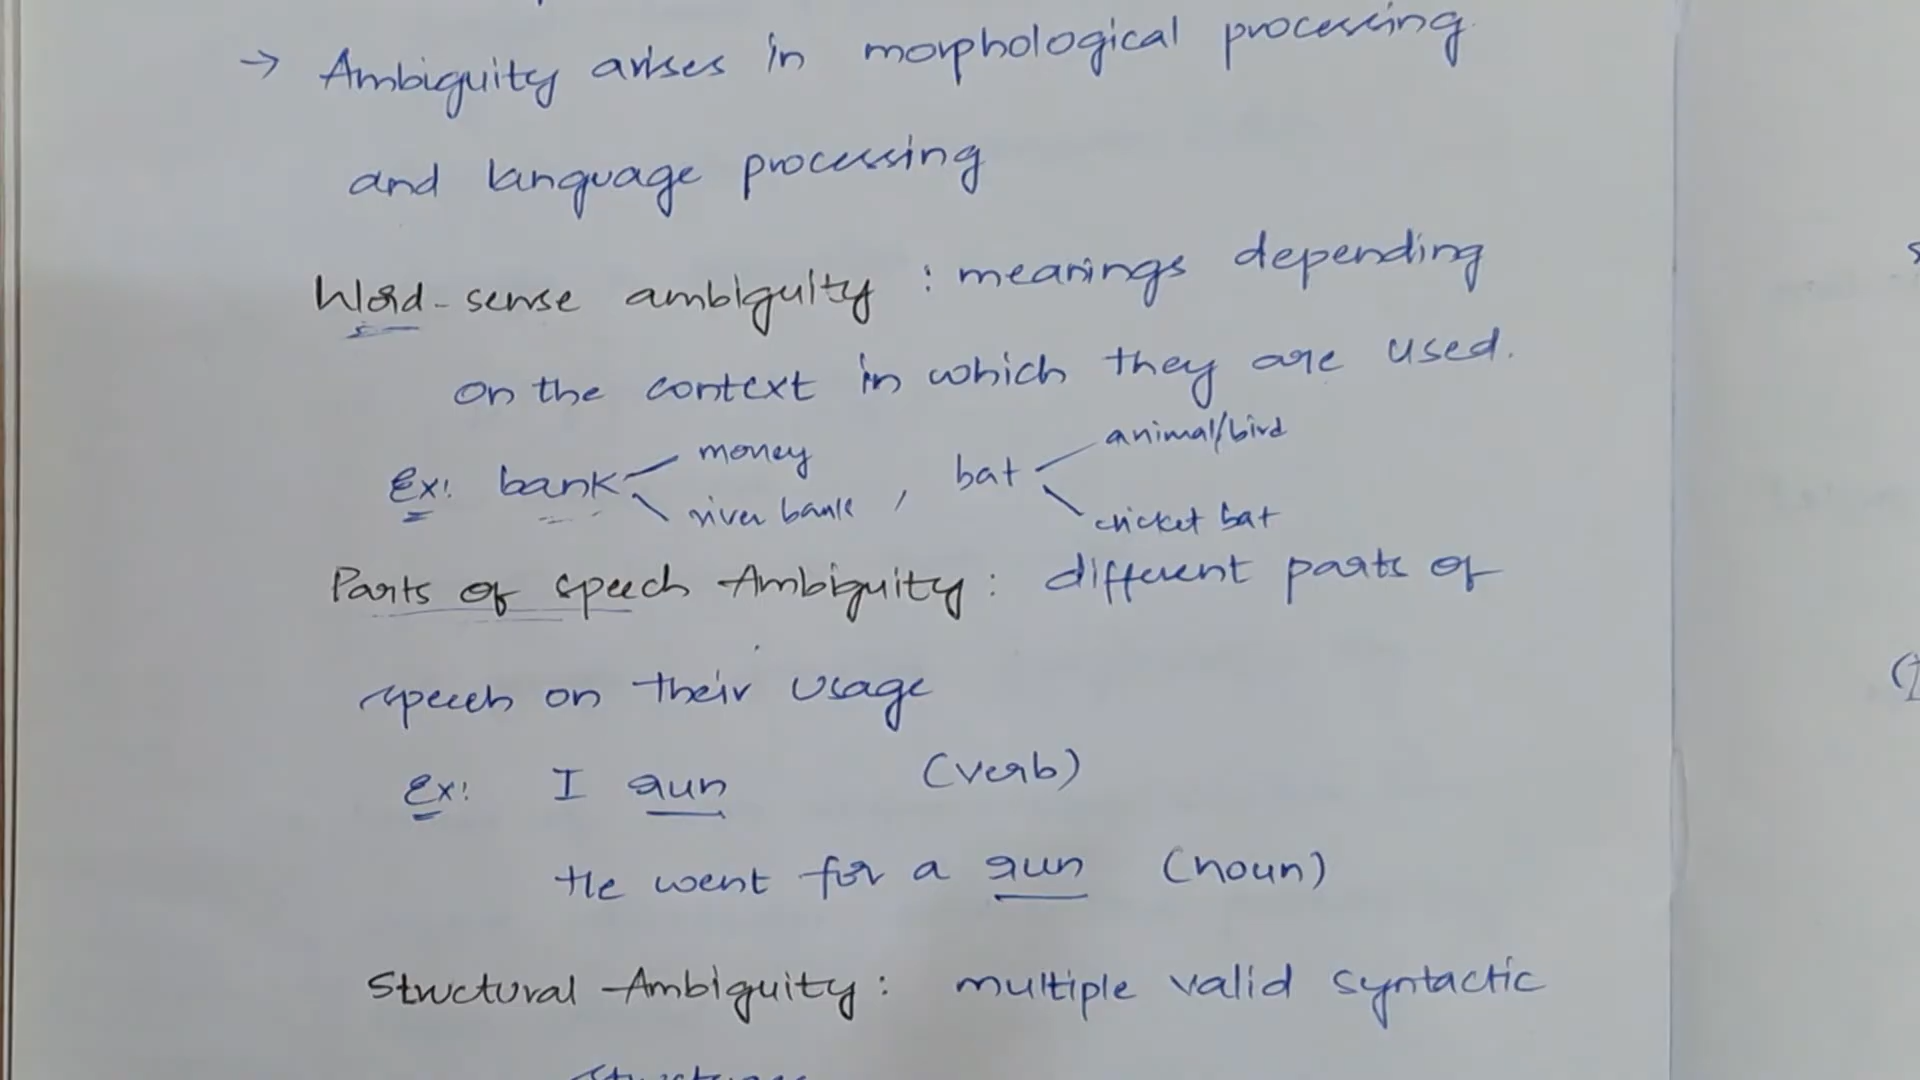 → Ambiguity arises in morphological processing
and language processing
Word-sense ambiguity : meanings depending
on the context in which they are used.
Ex: bank money river bank , bat animal/bird cricket bat
Parts of speech Ambiguity : different parts of
speech on their usage
Ex: I run (verb)
He went for a run (noun)
Structural Ambiguity : multiple valid syntactic